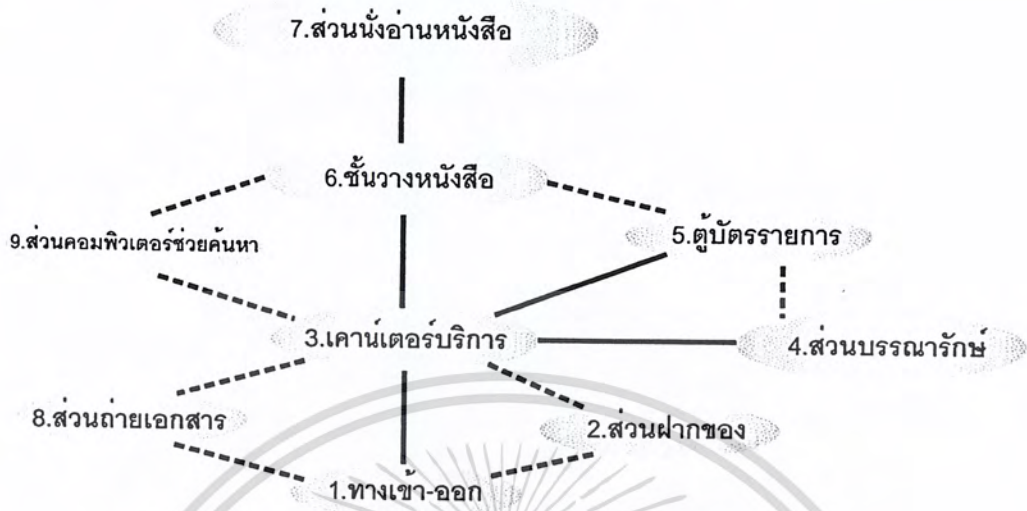 7.ส่วนนั่งอ่านหนังสือ
6.ชั้นวางหนังสือ
9.ส่วนคอมพิวเตอร์ช่วยค้นหา
5.ตู้บัตรรายการ
3.เคาน์เตอร์บริการ
4.ส่วนบรรณารักษ์
8.ส่วนถ่ายเอกสาร
2.ส่วนฝากของ
1.ทางเข้า-ออก